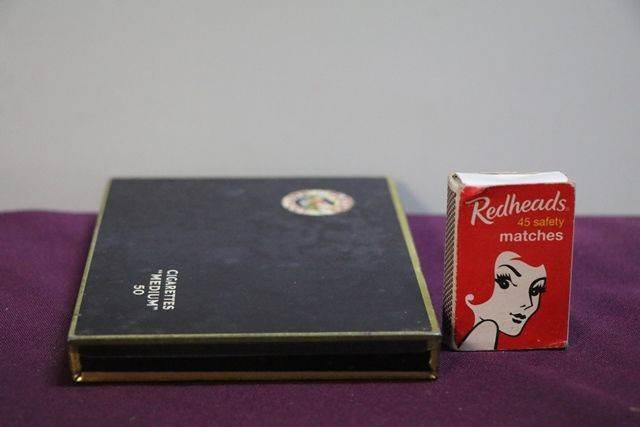 CIGARETTES
"MEDIUM"
50
Redheads
45 safety
matches